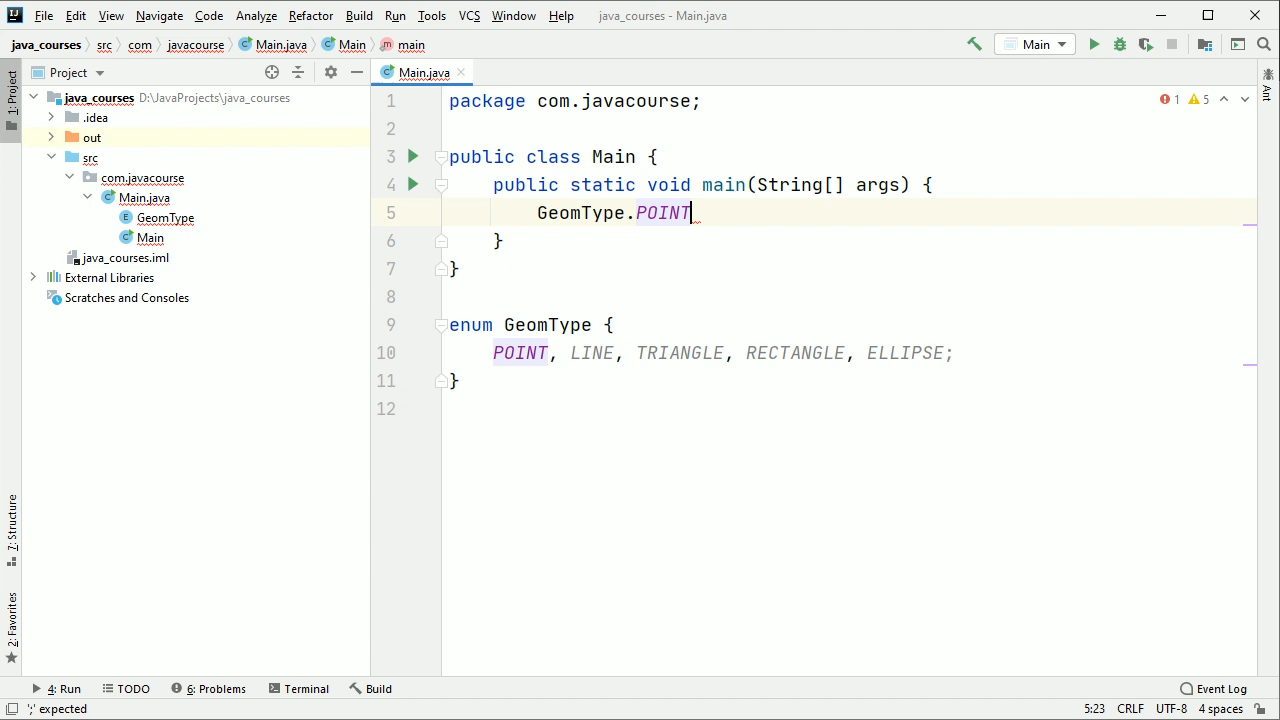 File Edit View Navigate Code Analyze Refactor Build Run Tools VCS Window Help java_courses - Main.java
java_courses src com javacourse Main.java Main main Main
Project Main.java
java_courses D:\JavaProjects\java_courses
.idea
out
src
com.javacourse
Main.java
GeomType
Main
java_courses.iml
External Libraries
Scratches and Consoles
1: Project
7: Structure
2: Favorites
1 package com.javacourse;
2
3 public class Main {
4 public static void main(String[] args) {
5 GeomType.POINT
6 }
7 }
8
9 enum GeomType {
10 POINT, LINE, TRIANGLE, RECTANGLE, ELLIPSE;
11 }
12
1 5
Ant
4: Run TODO 6: Problems Terminal Build Event Log
';' expected 5:23 CRLF UTF-8 4 spaces